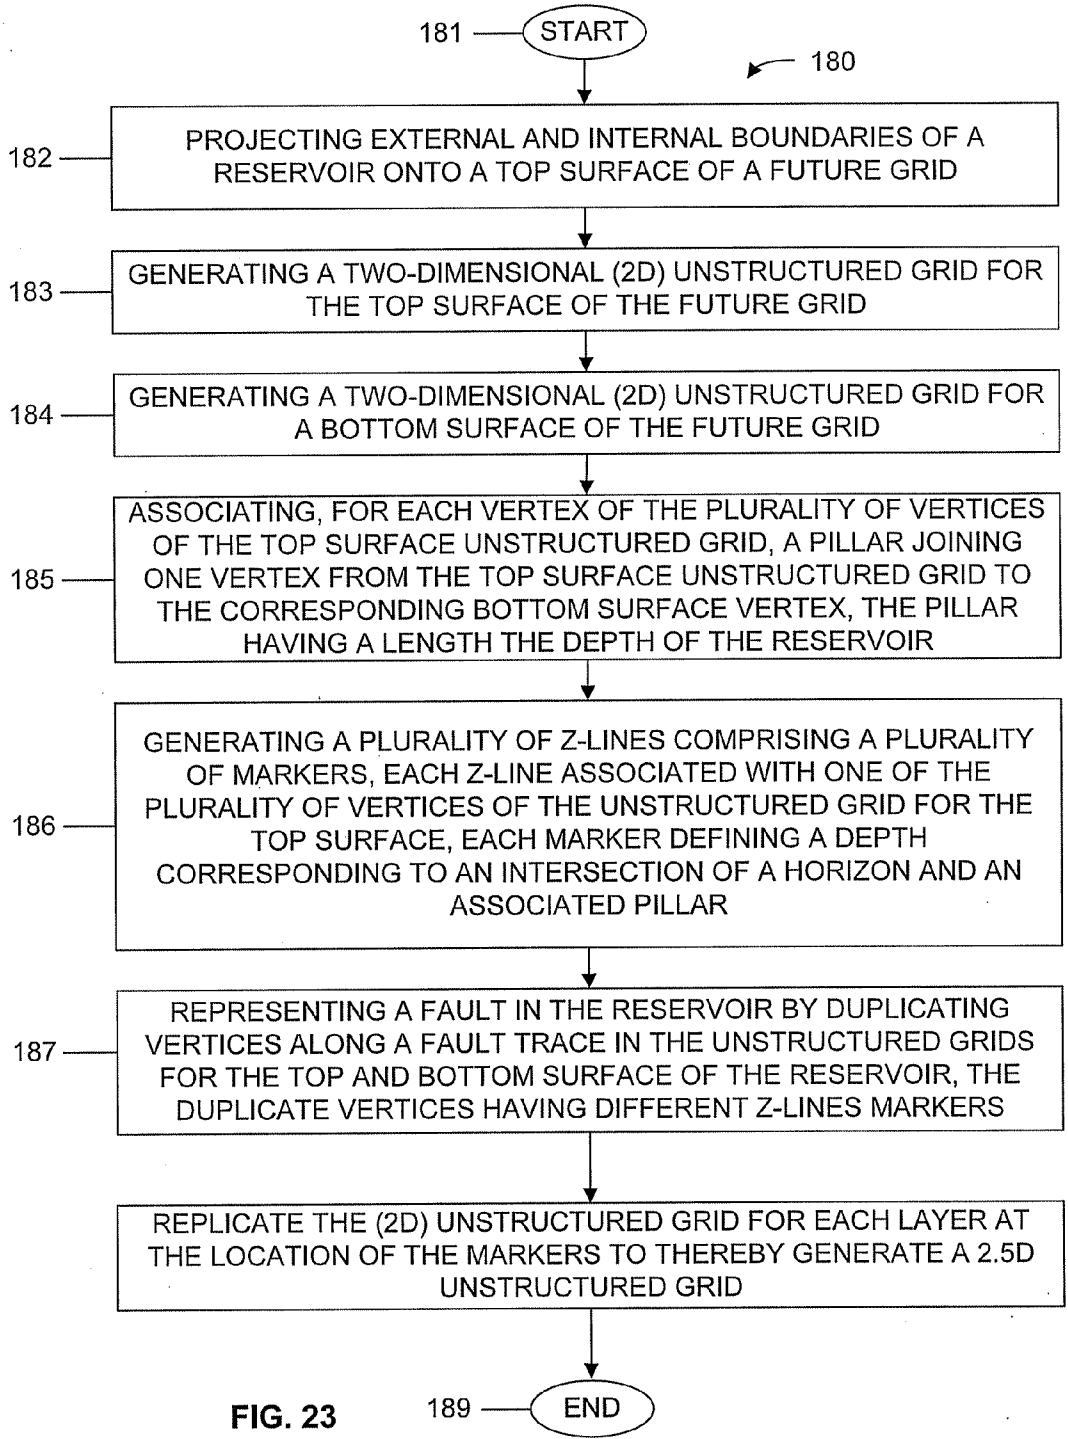 181
START
180
182
PROJECTING EXTERNAL AND INTERNAL BOUNDARIES OF A
RESERVOIR ONTO A TOP SURFACE OF A FUTURE GRID
183
GENERATING A TWO-DIMENSIONAL (2D) UNSTRUCTURED GRID FOR
THE TOP SURFACE OF THE FUTURE GRID
184
GENERATING A TWO-DIMENSIONAL (2D) UNSTRUCTURED GRID FOR
A BOTTOM SURFACE OF THE FUTURE GRID
185
ASSOCIATING, FOR EACH VERTEX OF THE PLURALITY OF VERTICES
OF THE TOP SURFACE UNSTRUCTURED GRID, A PILLAR JOINING
ONE VERTEX FROM THE TOP SURFACE UNSTRUCTURED GRID TO
THE CORRESPONDING BOTTOM SURFACE VERTEX, THE PILLAR
HAVING A LENGTH THE DEPTH OF THE RESERVOIR
186
GENERATING A PLURALITY OF Z-LINES COMPRISING A PLURALITY
OF MARKERS, EACH Z-LINE ASSOCIATED WITH ONE OF THE
PLURALITY OF VERTICES OF THE UNSTRUCTURED GRID FOR THE
TOP SURFACE, EACH MARKER DEFINING A DEPTH
CORRESPONDING TO AN INTERSECTION OF A HORIZON AND AN
ASSOCIATED PILLAR
187
REPRESENTING A FAULT IN THE RESERVOIR BY DUPLICATING
VERTICES ALONG A FAULT TRACE IN THE UNSTRUCTURED GRIDS
FOR THE TOP AND BOTTOM SURFACE OF THE RESERVOIR, THE
DUPLICATE VERTICES HAVING DIFFERENT Z-LINES MARKERS
REPLICATE THE (2D) UNSTRUCTURED GRID FOR EACH LAYER AT
THE LOCATION OF THE MARKERS TO THEREBY GENERATE A 2.5D
UNSTRUCTURED GRID
189
END
FIG. 23